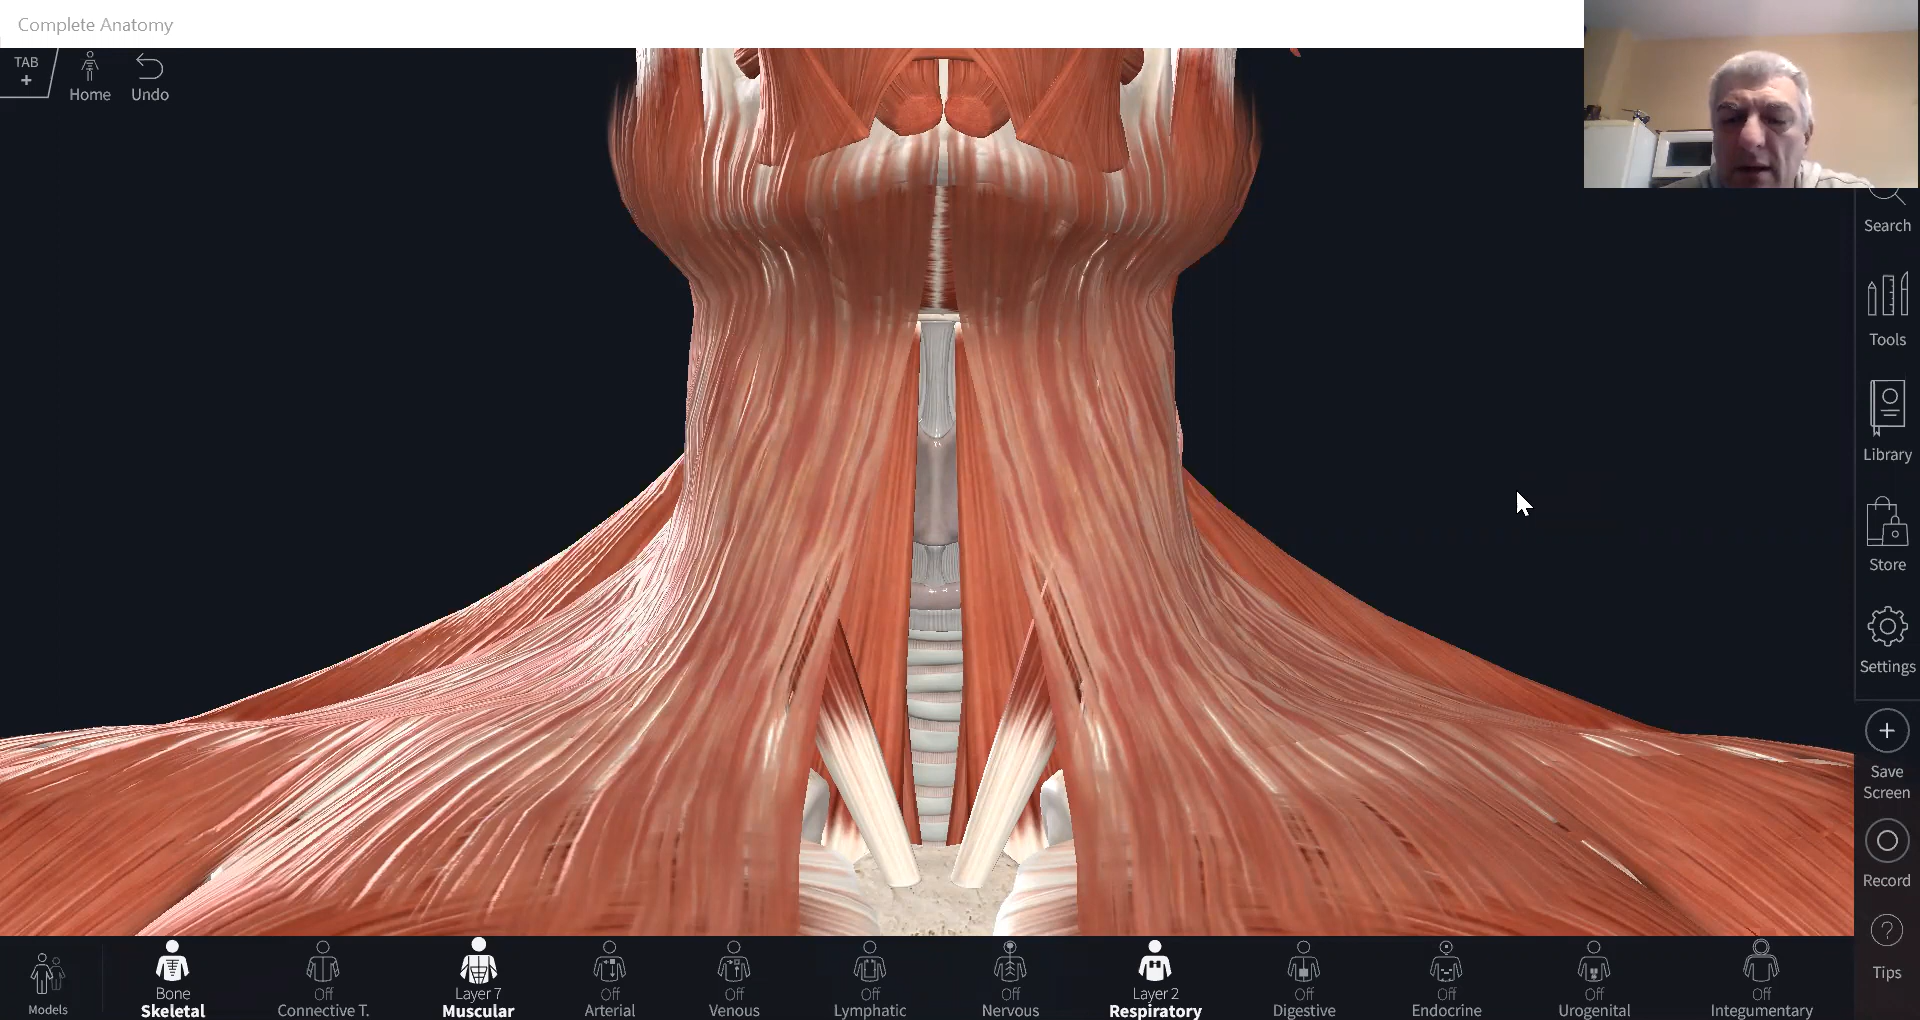 Complete Anatomy
TAB
+
Home
Undo
Search
Tools
Library
Store
Settings
Save
Screen
Record
?
Tips
Models
Bone
Skeletal
Off
Connective T.
Layer 7
Muscular
Off
Arterial
Off
Venous
Off
Lymphatic
Off
Nervous
Layer 2
Respiratory
Off
Digestive
Off
Endocrine
Off
Urogenital
Off
Integumentary